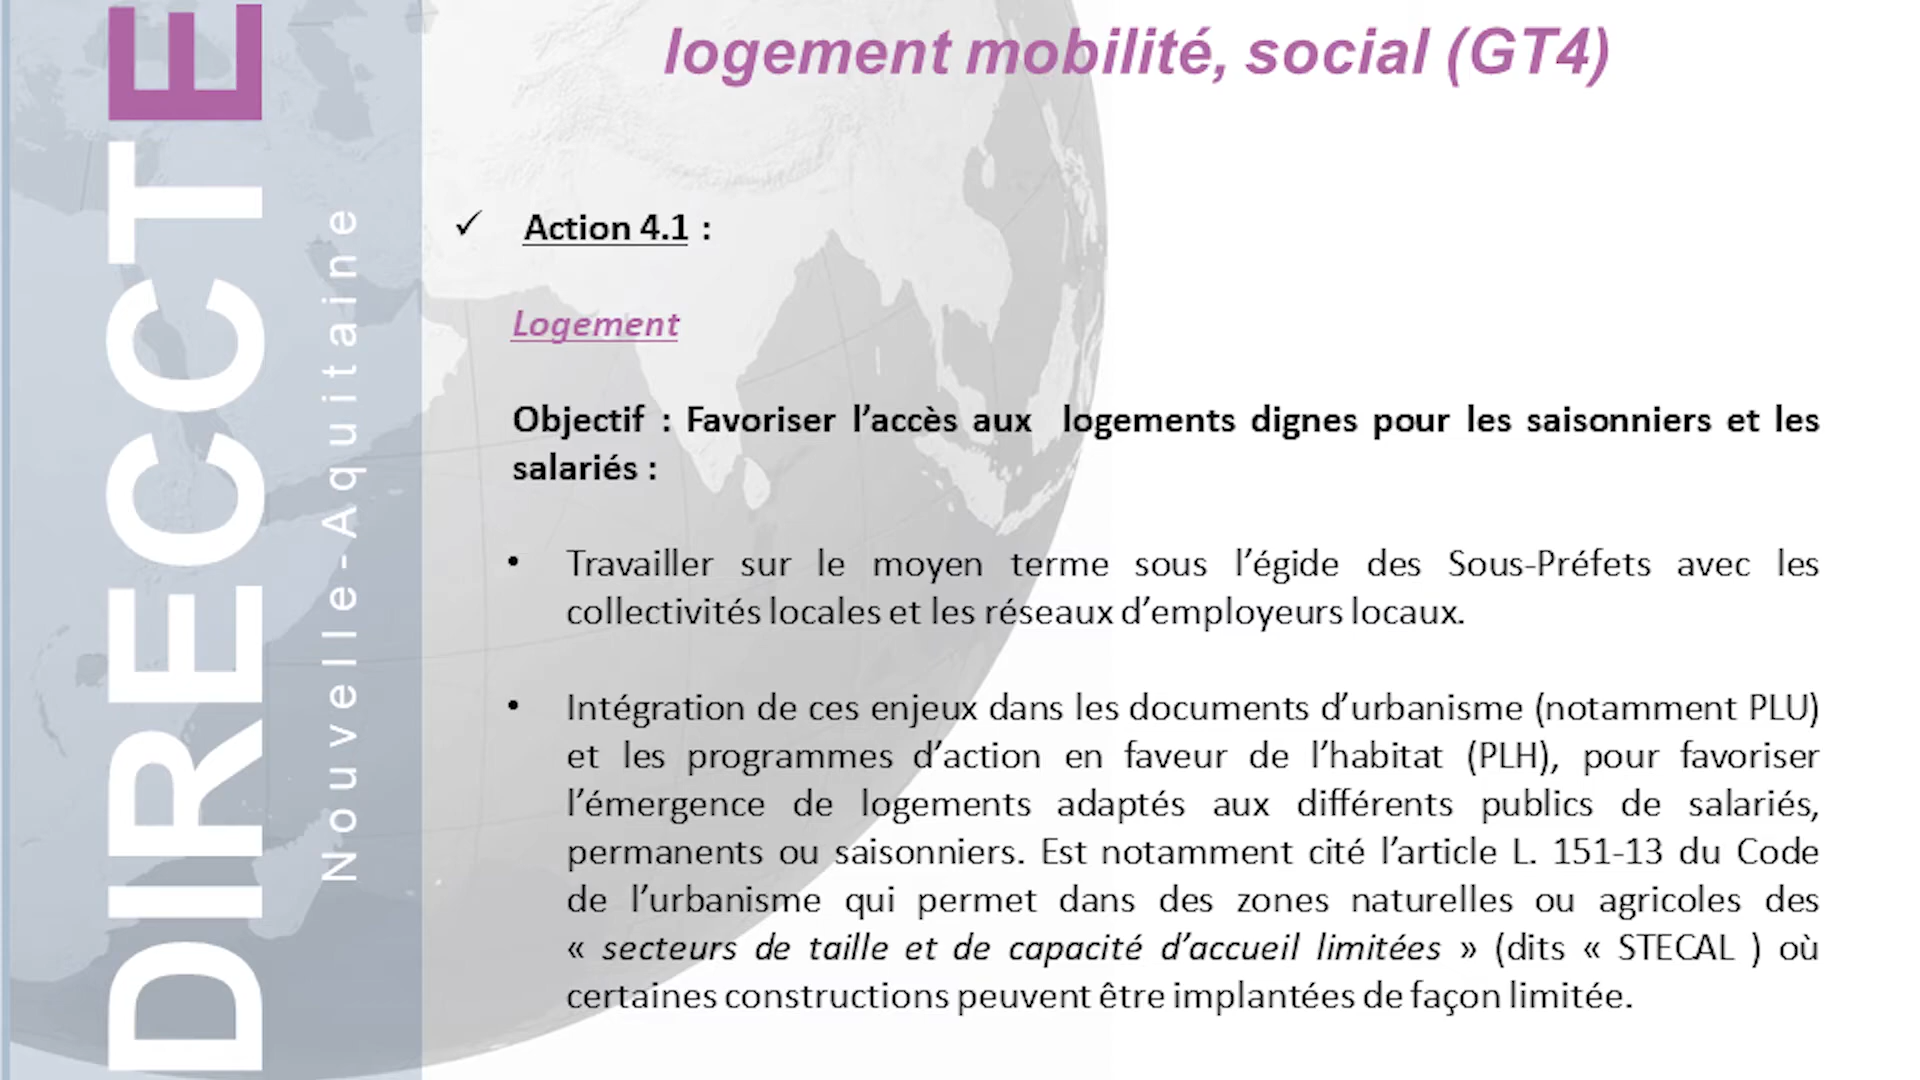 logement mobilité, social (GT4)
DIRECCTE
Nouvelle-Aquitaine
✓ Action 4.1 :
Logement
Objectif : Favoriser l’accès aux logements dignes pour les saisonniers et les
salariés :
• Travailler sur le moyen terme sous l’égide des Sous-Préfets avec les
collectivités locales et les réseaux d’employeurs locaux.
• Intégration de ces enjeux dans les documents d’urbanisme (notamment PLU)
et les programmes d’action en faveur de l’habitat (PLH), pour favoriser
l’émergence de logements adaptés aux différents publics de salariés,
permanents ou saisonniers. Est notamment cité l’article L. 151-13 du Code
de l’urbanisme qui permet dans des zones naturelles ou agricoles des
« secteurs de taille et de capacité d’accueil limitées » (dits « STECAL ) où
certaines constructions peuvent être implantées de façon limitée.